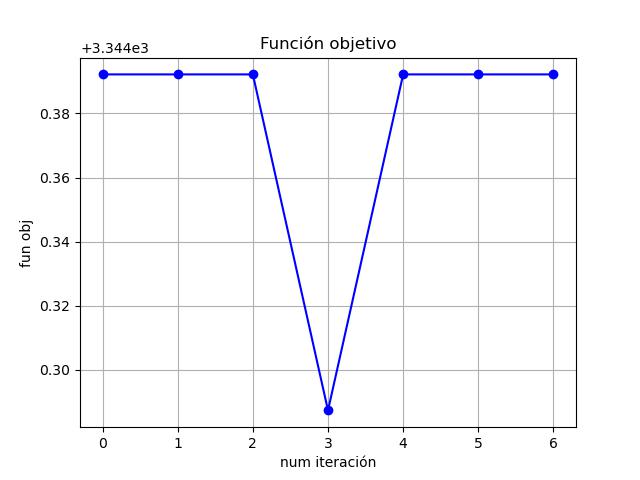 +3.344e3
Función objetivo
0.38
0.36
0.34
0.32
0.30
fun obj
0 1 2 3 4 5 6
num iteración